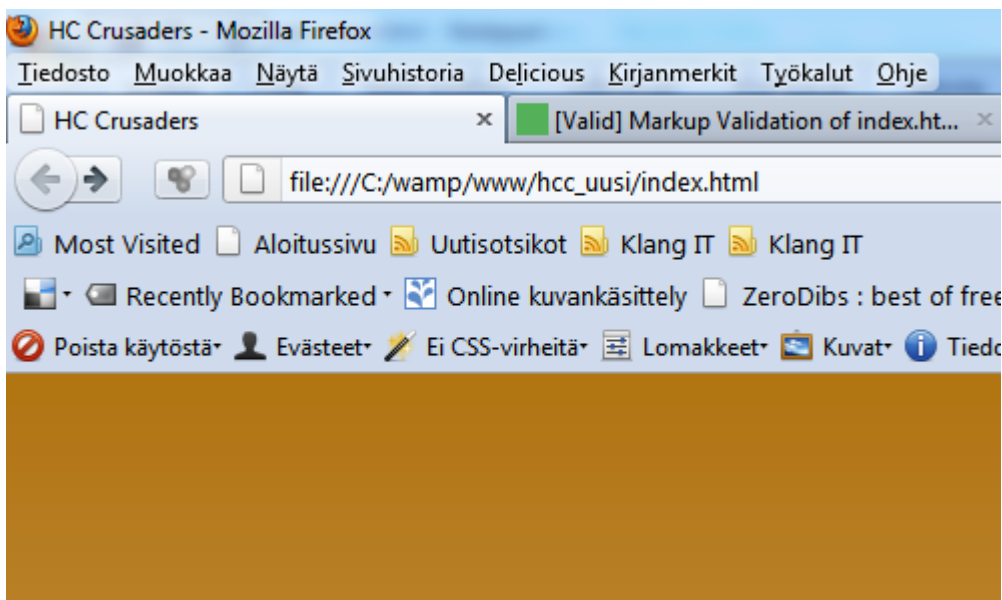 HC Crusaders - Mozilla Firefox
Tiedosto Muokkaa Näytä Sivuhistoria Delicious Kirjanmerkit Työkalut Ohje
HC Crusaders × [Valid] Markup Validation of index.ht... ×
file:///C:/wamp/www/hcc_uusi/index.html
Most Visited Aloitussivu Uutisotsikot Klang IT Klang IT
Recently Bookmarked Online kuvankäsittely ZeroDibs : best of free
Poista käytöstä Evästeet Ei CSS-virheitä Lomakkeet Kuvat Tiedo